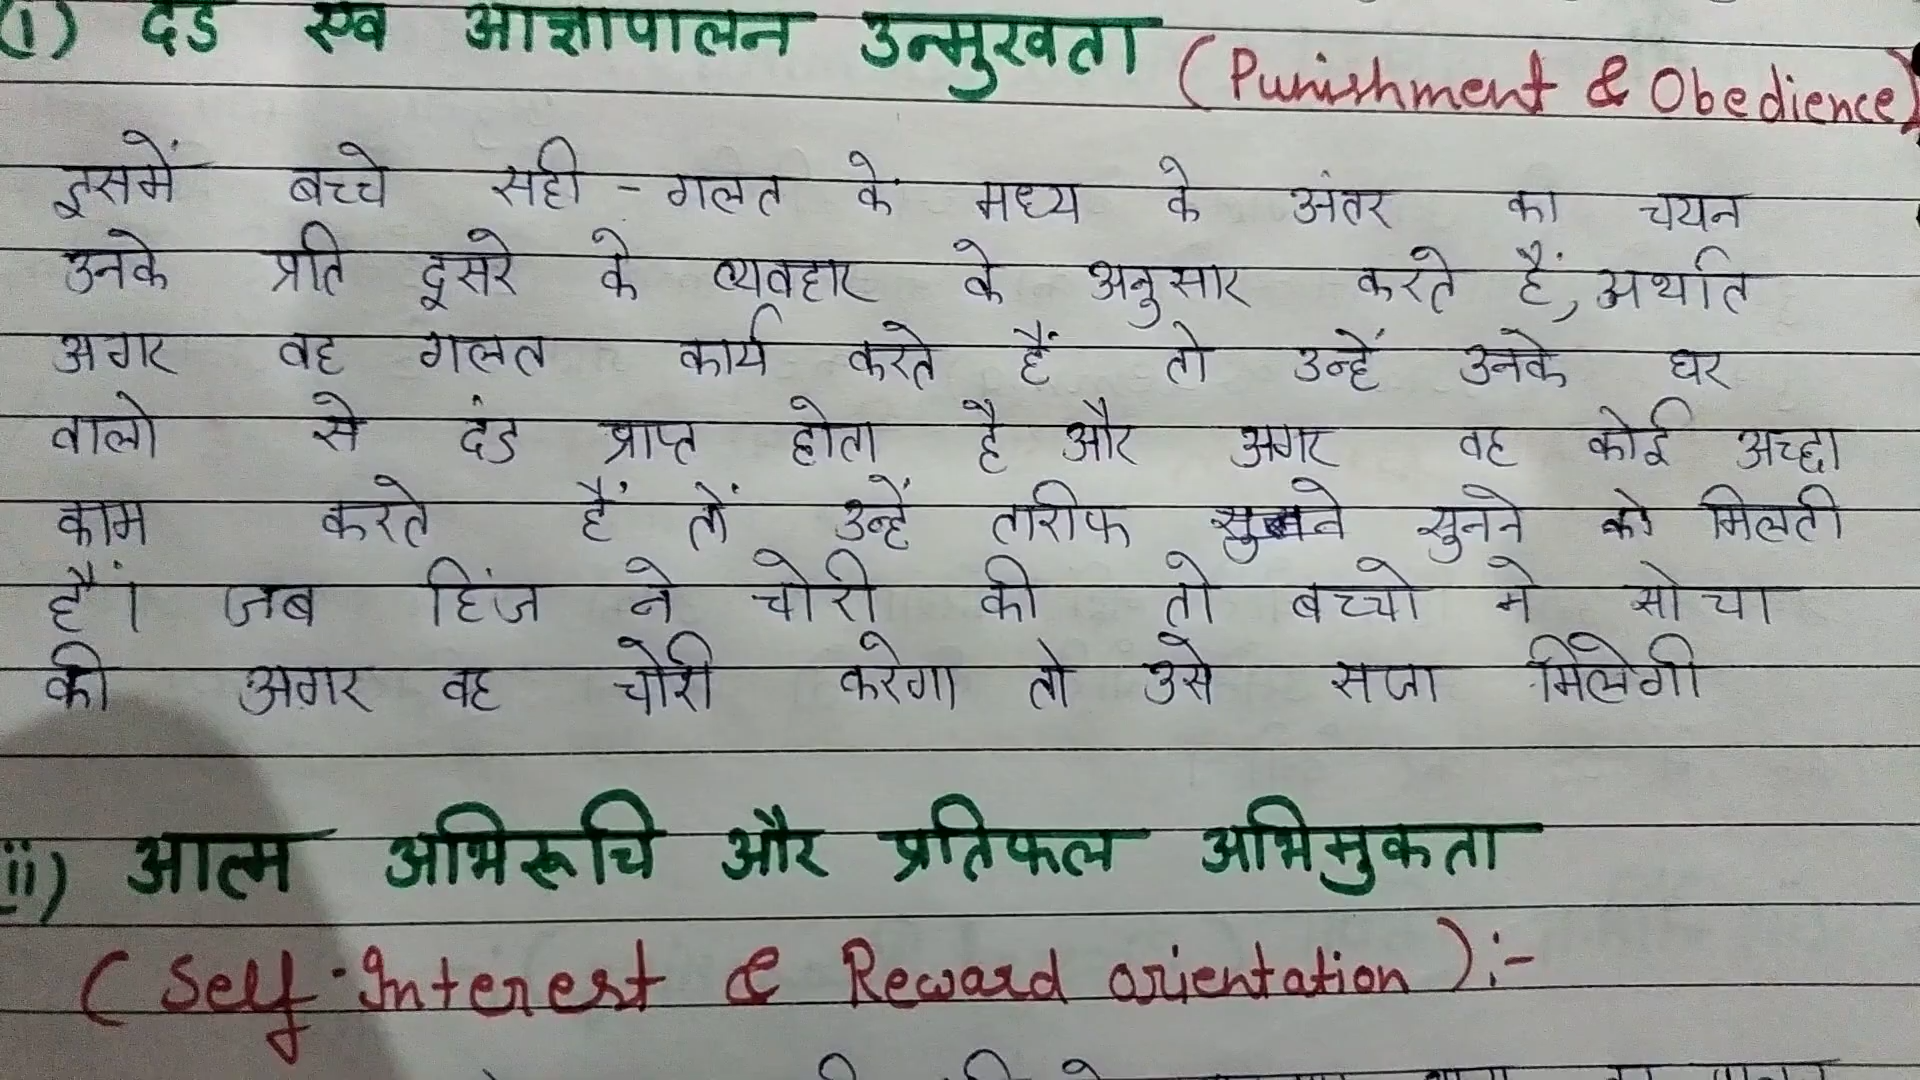 (i) दंड एवं आज्ञापालन उन्मुखता (Punishment & Obedience)
इसमें बच्चे सही - गलत के मध्य के अंतर का चयन
उनके प्रति दूसरे के व्यवहार के अनुसार करते हैं, अर्थात
अगर वह गलत कार्य करते हैं तो उन्हें उनके घर
वालो से दंड प्राप्त होता है और अगर वह कोई अच्छा
काम करते हैं तों उन्हें तारीफ सुनने को मिलती
हैं। जब हिंज ने चोरी की तो बच्चो ने सोचा
की अगर वह चोरी करेगा तो उसे सजा मिलेगी
ii) आत्म अभिरूचि और प्रतिफल अभिमुकता
(Self-Interest & Reward orientation):-